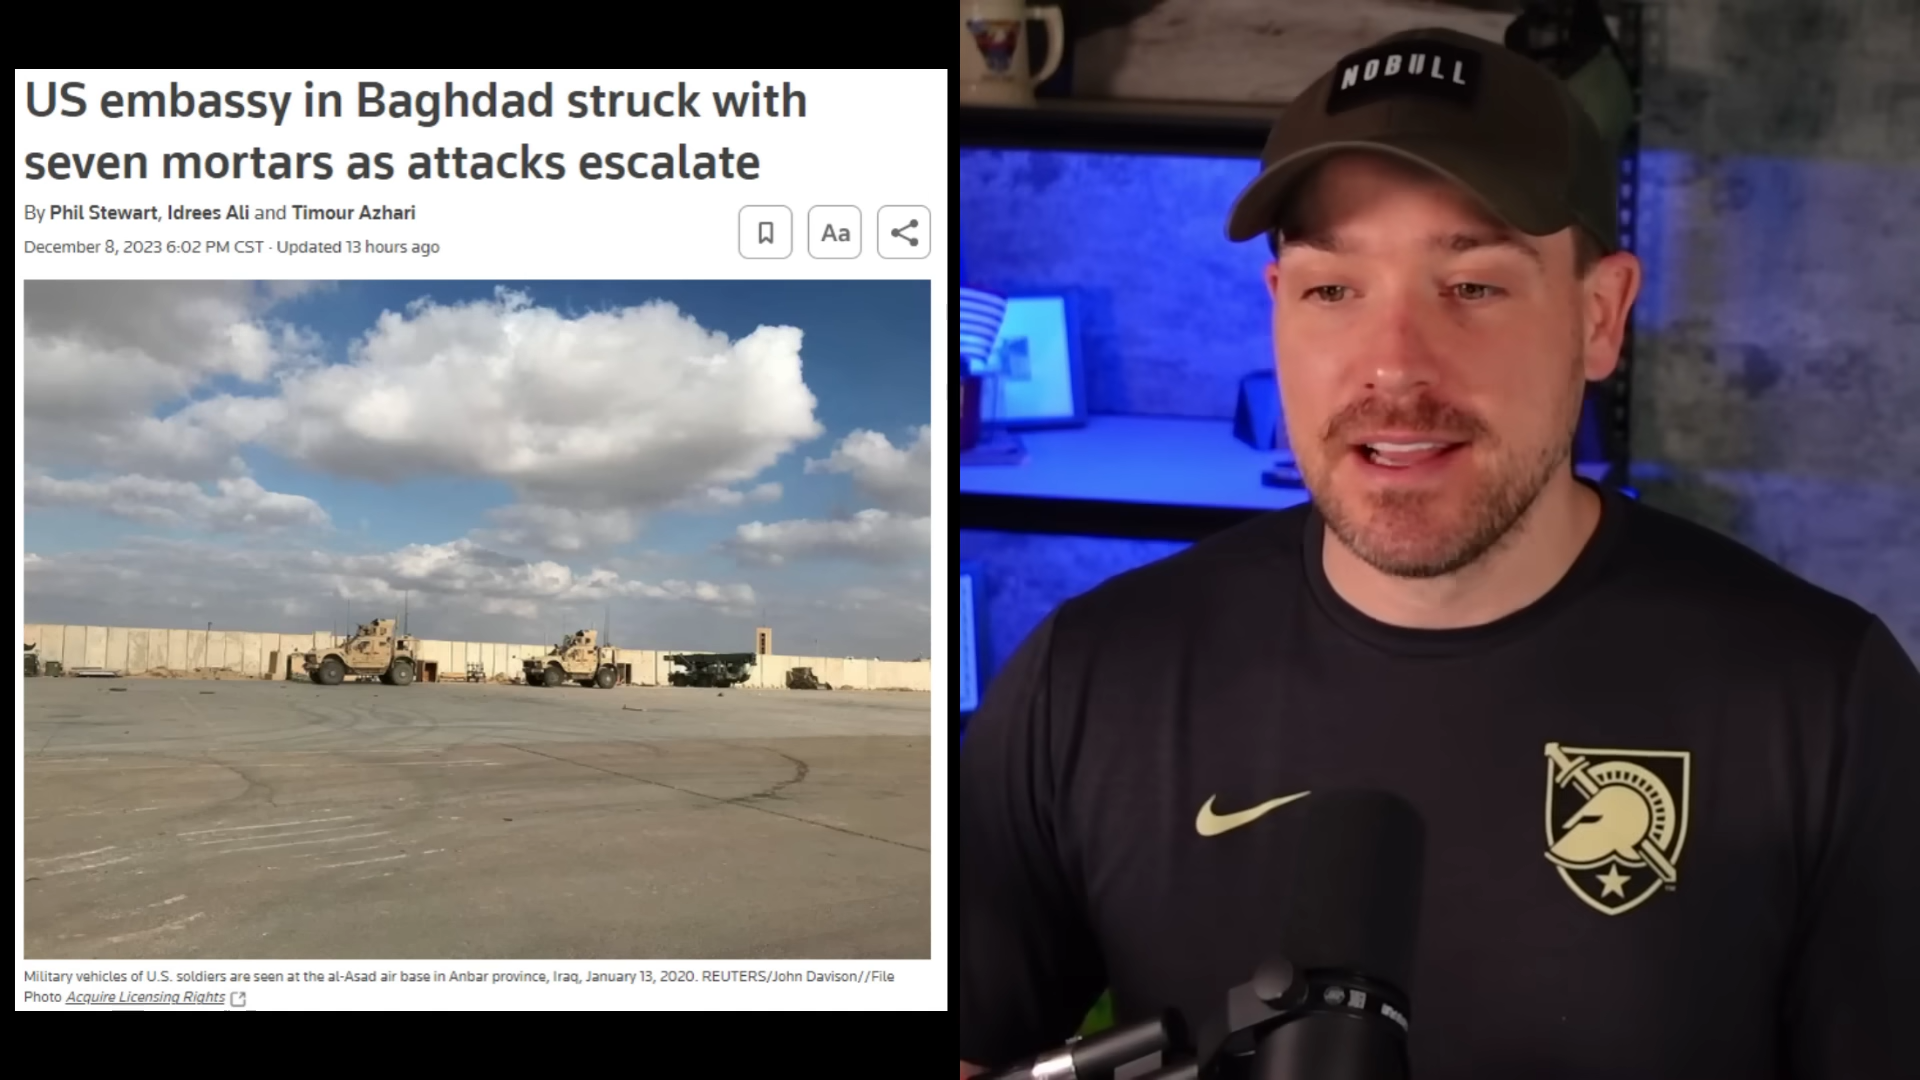 US embassy in Baghdad struck with
seven mortars as attacks escalate
By Phil Stewart, Idrees Ali and Timour Azhari
December 8, 2023 6:02 PM CST · Updated 13 hours ago
Aa
Military vehicles of U.S. soldiers are seen at the al-Asad air base in Anbar province, Iraq, January 13, 2020. REUTERS/John Davison//File
Photo Acquire Licensing Rights
NOBULL